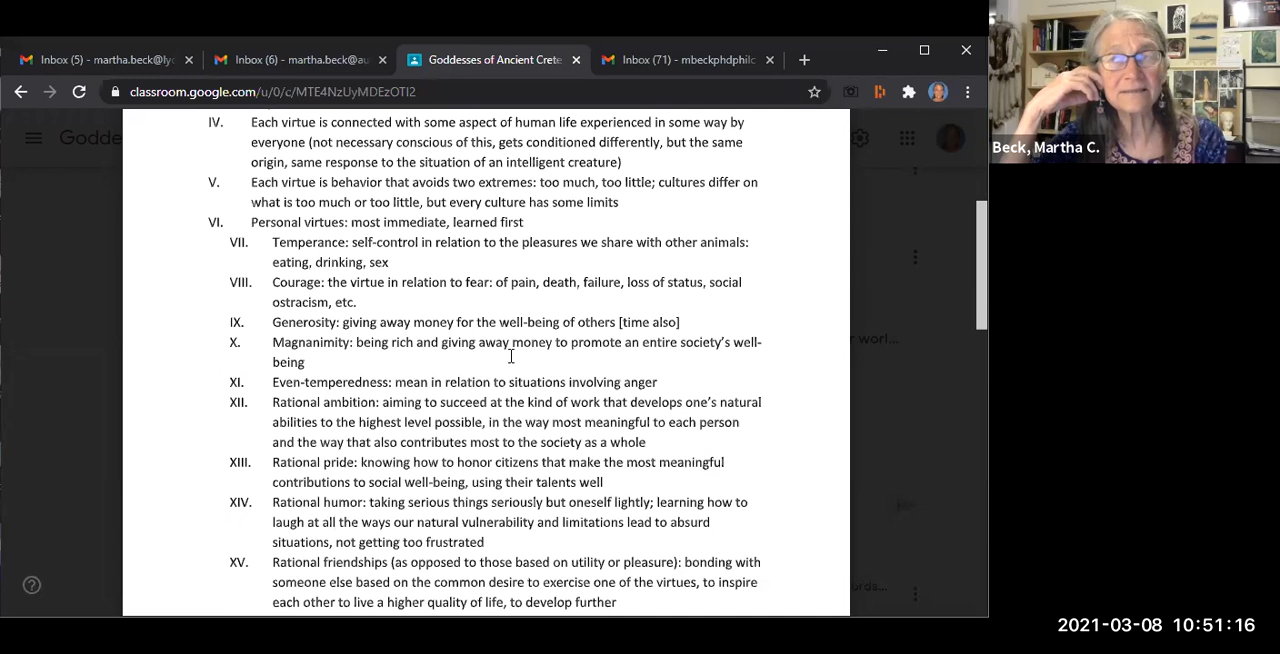 Inbox (5) - martha.beck@ly
Inbox (6) - martha.beck@au
Goddesses of Ancient Crete
Inbox (71) - mbeckphdphilc
classroom.google.com/u/0/c/MTE4NzUyMDEzOTI2
Godd
IV. Each virtue is connected with some aspect of human life experienced in some way by
everyone (not necessary conscious of this, gets conditioned differently, but the same
origin, same response to the situation of an intelligent creature)
V. Each virtue is behavior that avoids two extremes: too much, too little; cultures differ on
what is too much or too little, but every culture has some limits
VI. Personal virtues: most immediate, learned first
VII. Temperance: self-control in relation to the pleasures we share with other animals:
eating, drinking, sex
VIII. Courage: the virtue in relation to fear: of pain, death, failure, loss of status, social
ostracism, etc.
IX. Generosity: giving away money for the well-being of others [time also]
X. Magnanimity: being rich and giving away money to promote an entire society's well-
being
XI. Even-temperedness: mean in relation to situations involving anger
XII. Rational ambition: aiming to succeed at the kind of work that develops one's natural
abilities to the highest level possible, in the way most meaningful to each person
and the way that also contributes most to the society as a whole
XIII. Rational pride: knowing how to honor citizens that make the most meaningful
contributions to social well-being, using their talents well
XIV. Rational humor: taking serious things seriously but oneself lightly; learning how to
laugh at all the ways our natural vulnerability and limitations lead to absurd
situations, not getting too frustrated
XV. Rational friendships (as opposed to those based on utility or pleasure): bonding with
someone else based on the common desire to exercise one of the virtues, to inspire
each other to live a higher quality of life, to develop further
Beck, Martha C.
2021-03-08 10:51:16